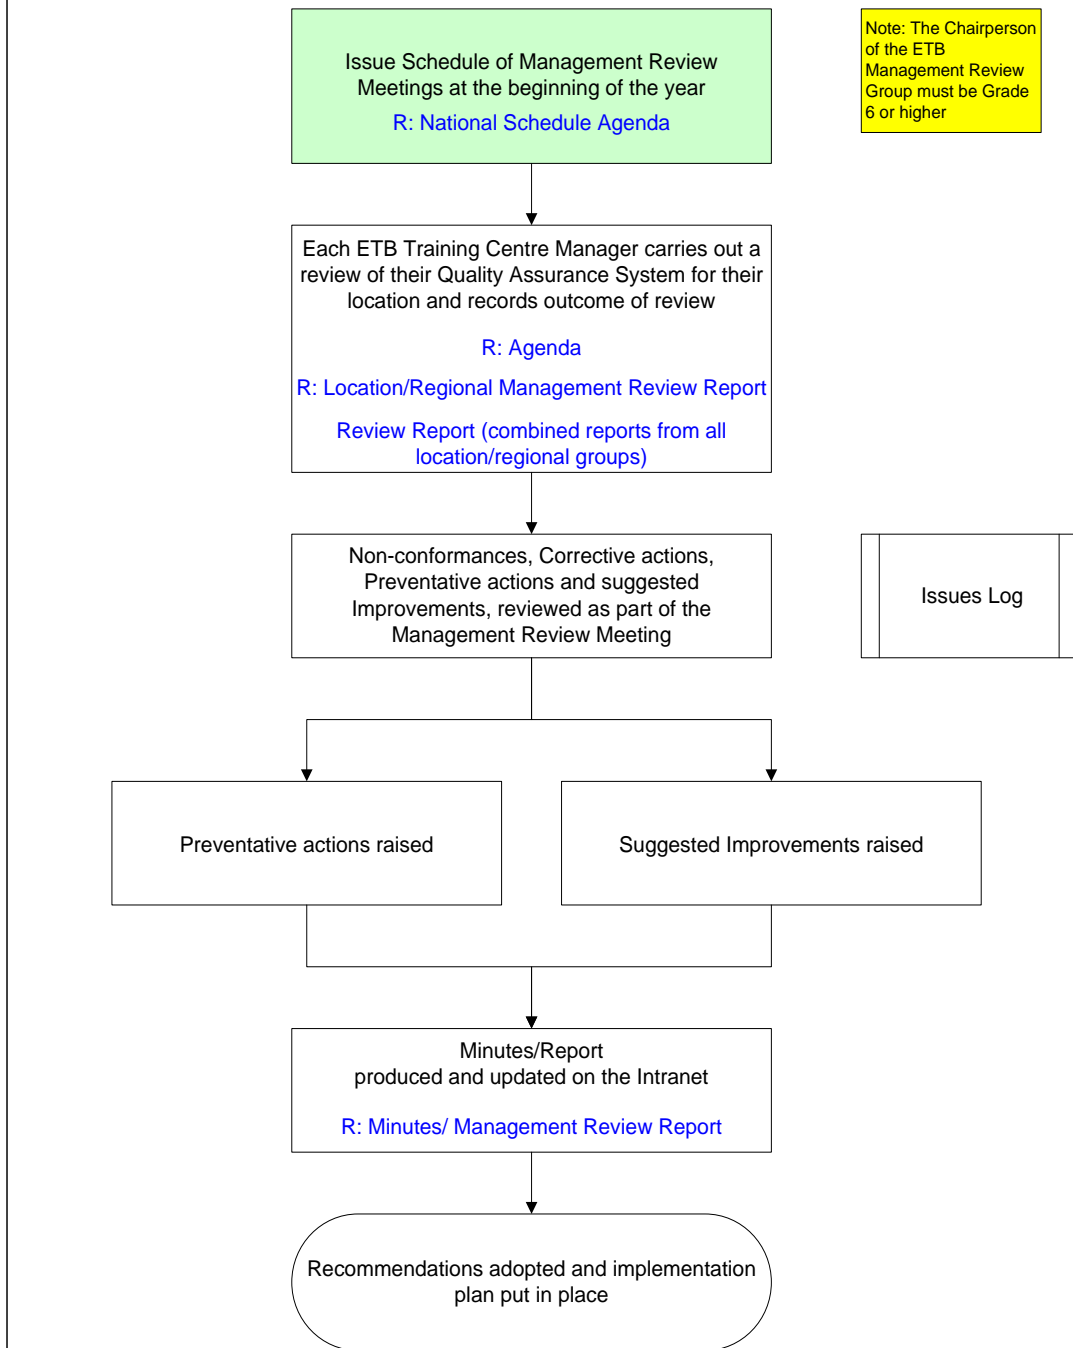 Issue Schedule of Management Review
Meetings at the beginning of the year
R: National Schedule Agenda
Note: The Chairperson
of the ETB
Management Review
Group must be Grade
6 or higher
Each ETB Training Centre Manager carries out a
review of their Quality Assurance System for their
location and records outcome of review
R: Agenda
R: Location/Regional Management Review Report
Review Report (combined reports from all
location/regional groups)
Non-conformances, Corrective actions,
Preventative actions and suggested
Improvements, reviewed as part of the
Management Review Meeting
Issues Log
Preventative actions raised
Suggested Improvements raised
Minutes/Report
produced and updated on the Intranet
R: Minutes/ Management Review Report
Recommendations adopted and implementation
plan put in place